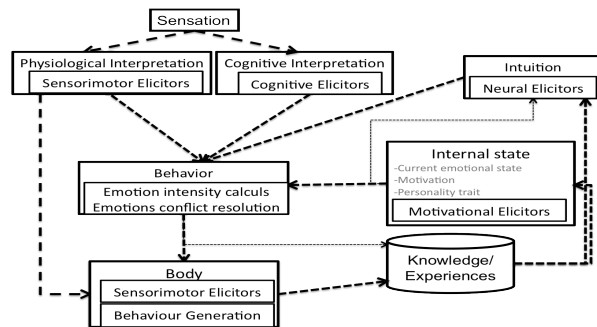 Sensation
Physiological Interpretation
Sensorimotor Elicitors
Cognitive Interpretation
Cognitive Elicitors
Intuition
Neural Elicitors
Behavior
Emotion intensity calculs
Emotions conflict resolution
Internal state
-Current emotional state
-Motivation
-Personality trait
Motivational Elicitors
Body
Sensorimotor Elicitors
Behaviour Generation
Knowledge/
Experiences